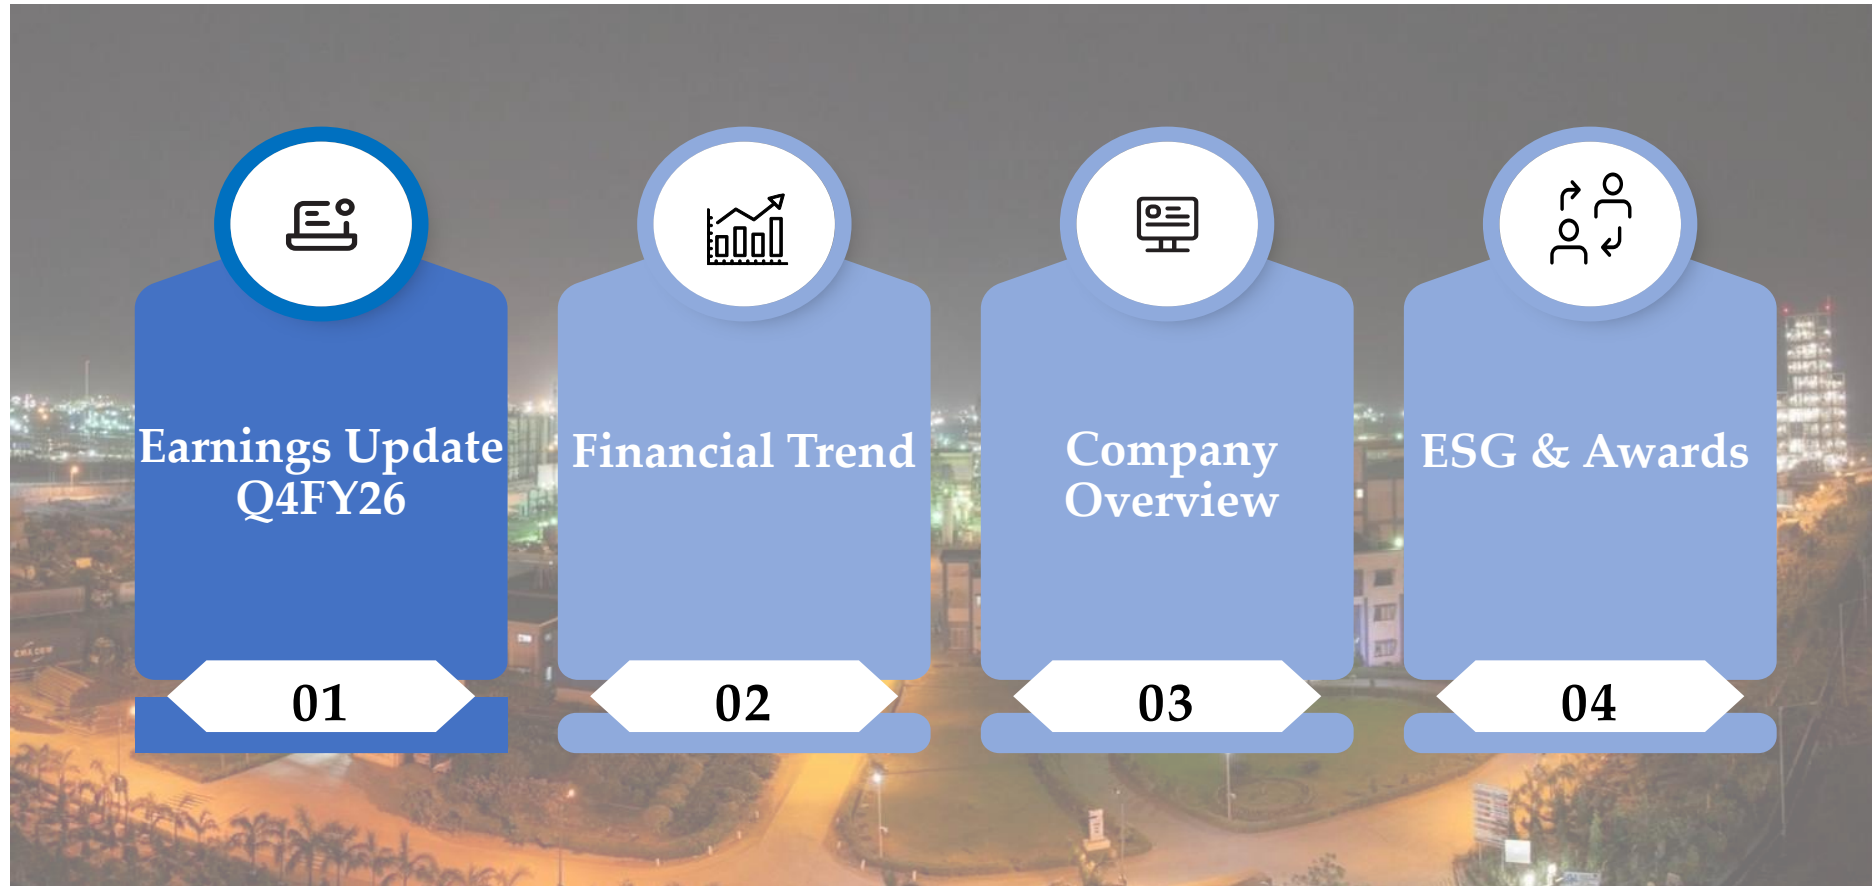 Earnings Update
Q4FY26
01
Financial Trend
02
Company
Overview
03
ESG & Awards
04